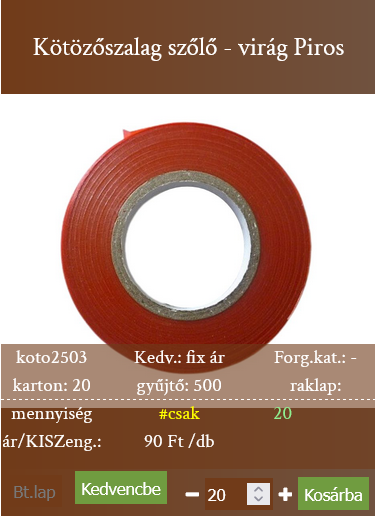 Kötözőszalag szőlő - virág Piros
koto2503 Kedv.: fix ár Forg.kat.: -
karton: 20 gyűjtő: 500 raklap:
mennyiség #csak 20
ár/KISZeng.: 90 Ft /db
Bt.lap Kedvencbe − 20 + Kosárba